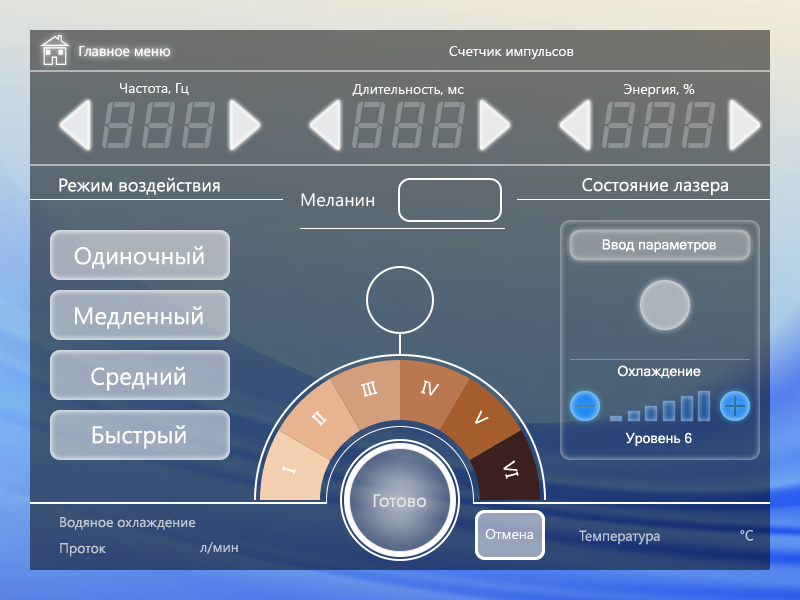 Главное меню
Счетчик импульсов
Частота, Гц
Длительность, мс
Энергия, %
888
888
888
Режим воздействия
Меланин
Состояние лазера
Одиночный
Медленный
Средний
Быстрый
Ввод параметров
Охлаждение
Уровень 6
I
II
III
IV
V
VI
Готово
Отмена
Водяное охлаждение
Проток
л/мин
Температура
°C